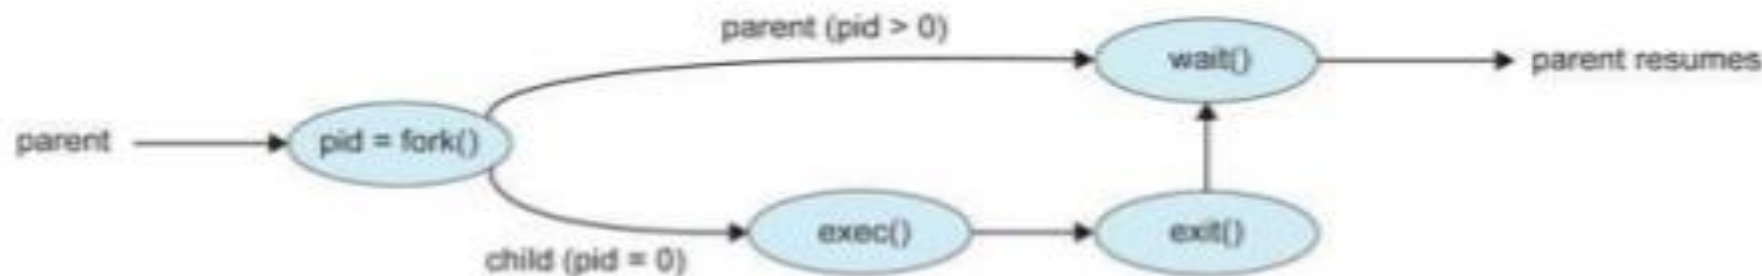 parent (pid > 0)
wait()
parent resumes
parent
pid = fork()
exec()
exit()
child (pid = 0)